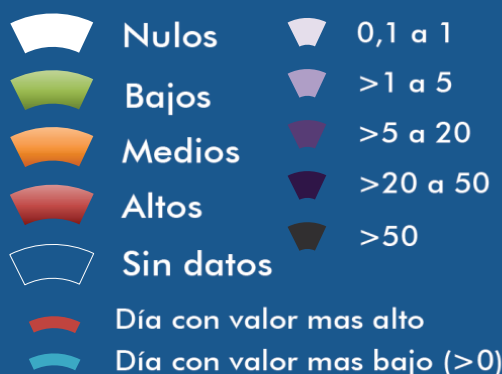 Nulos
Bajos
Medios
Altos
Sin datos
0,1 a 1
>1 a 5
>5 a 20
>20 a 50
>50
Día con valor mas alto
Día con valor mas bajo (>0)